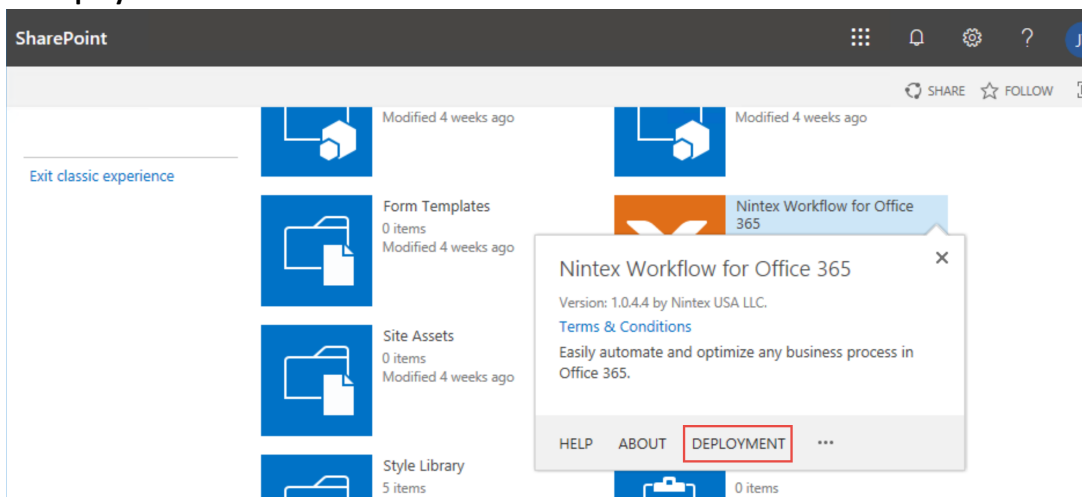 SharePoint
?
J
SHARE FOLLOW
Modified 4 weeks ago
Modified 4 weeks ago
Exit classic experience
Form Templates
0 items
Modified 4 weeks ago
Nintex Workflow for Office
365
Nintex Workflow for Office 365
Version: 1.0.4.4 by Nintex USA LLC.
Terms & Conditions
Easily automate and optimize any business process in
Office 365.
HELP ABOUT DEPLOYMENT ...
Site Assets
0 items
Modified 4 weeks ago
Style Library
5 items
0 items